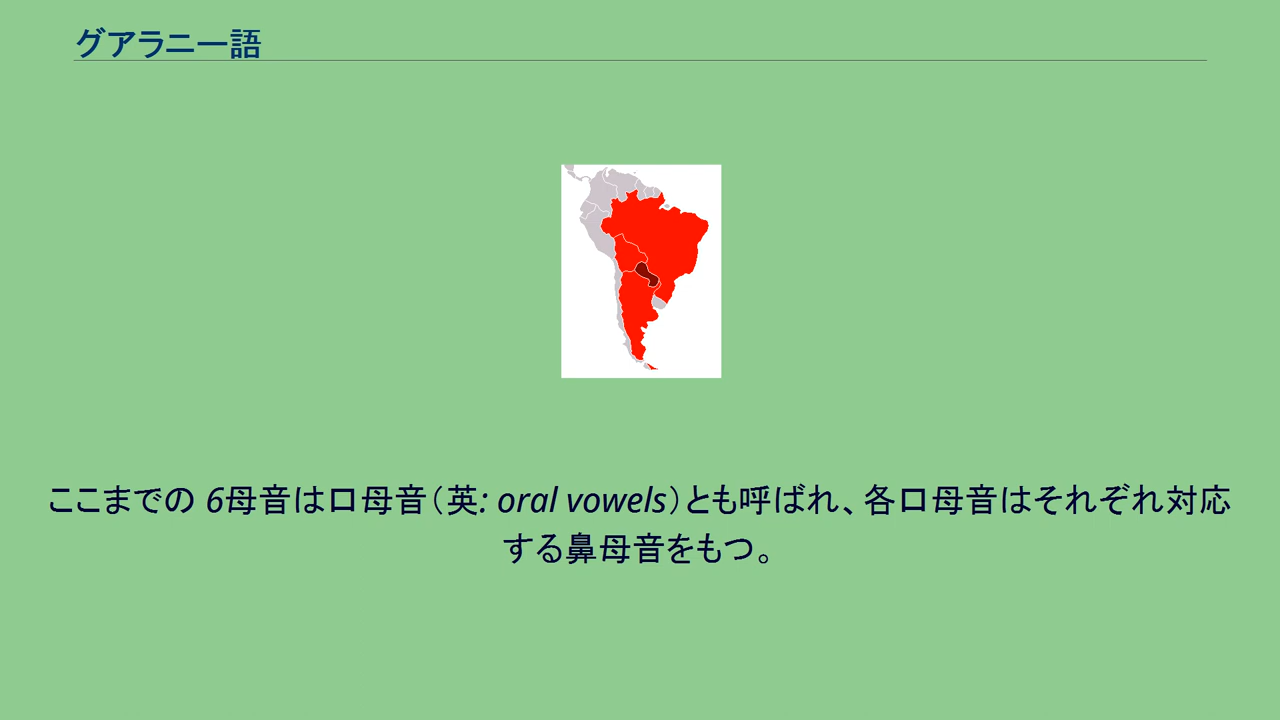 グアラニー語
ここまでの 6母音は口母音（英: oral vowels）とも呼ばれ、各口母音はそれぞれ対応
する鼻母音をもつ。